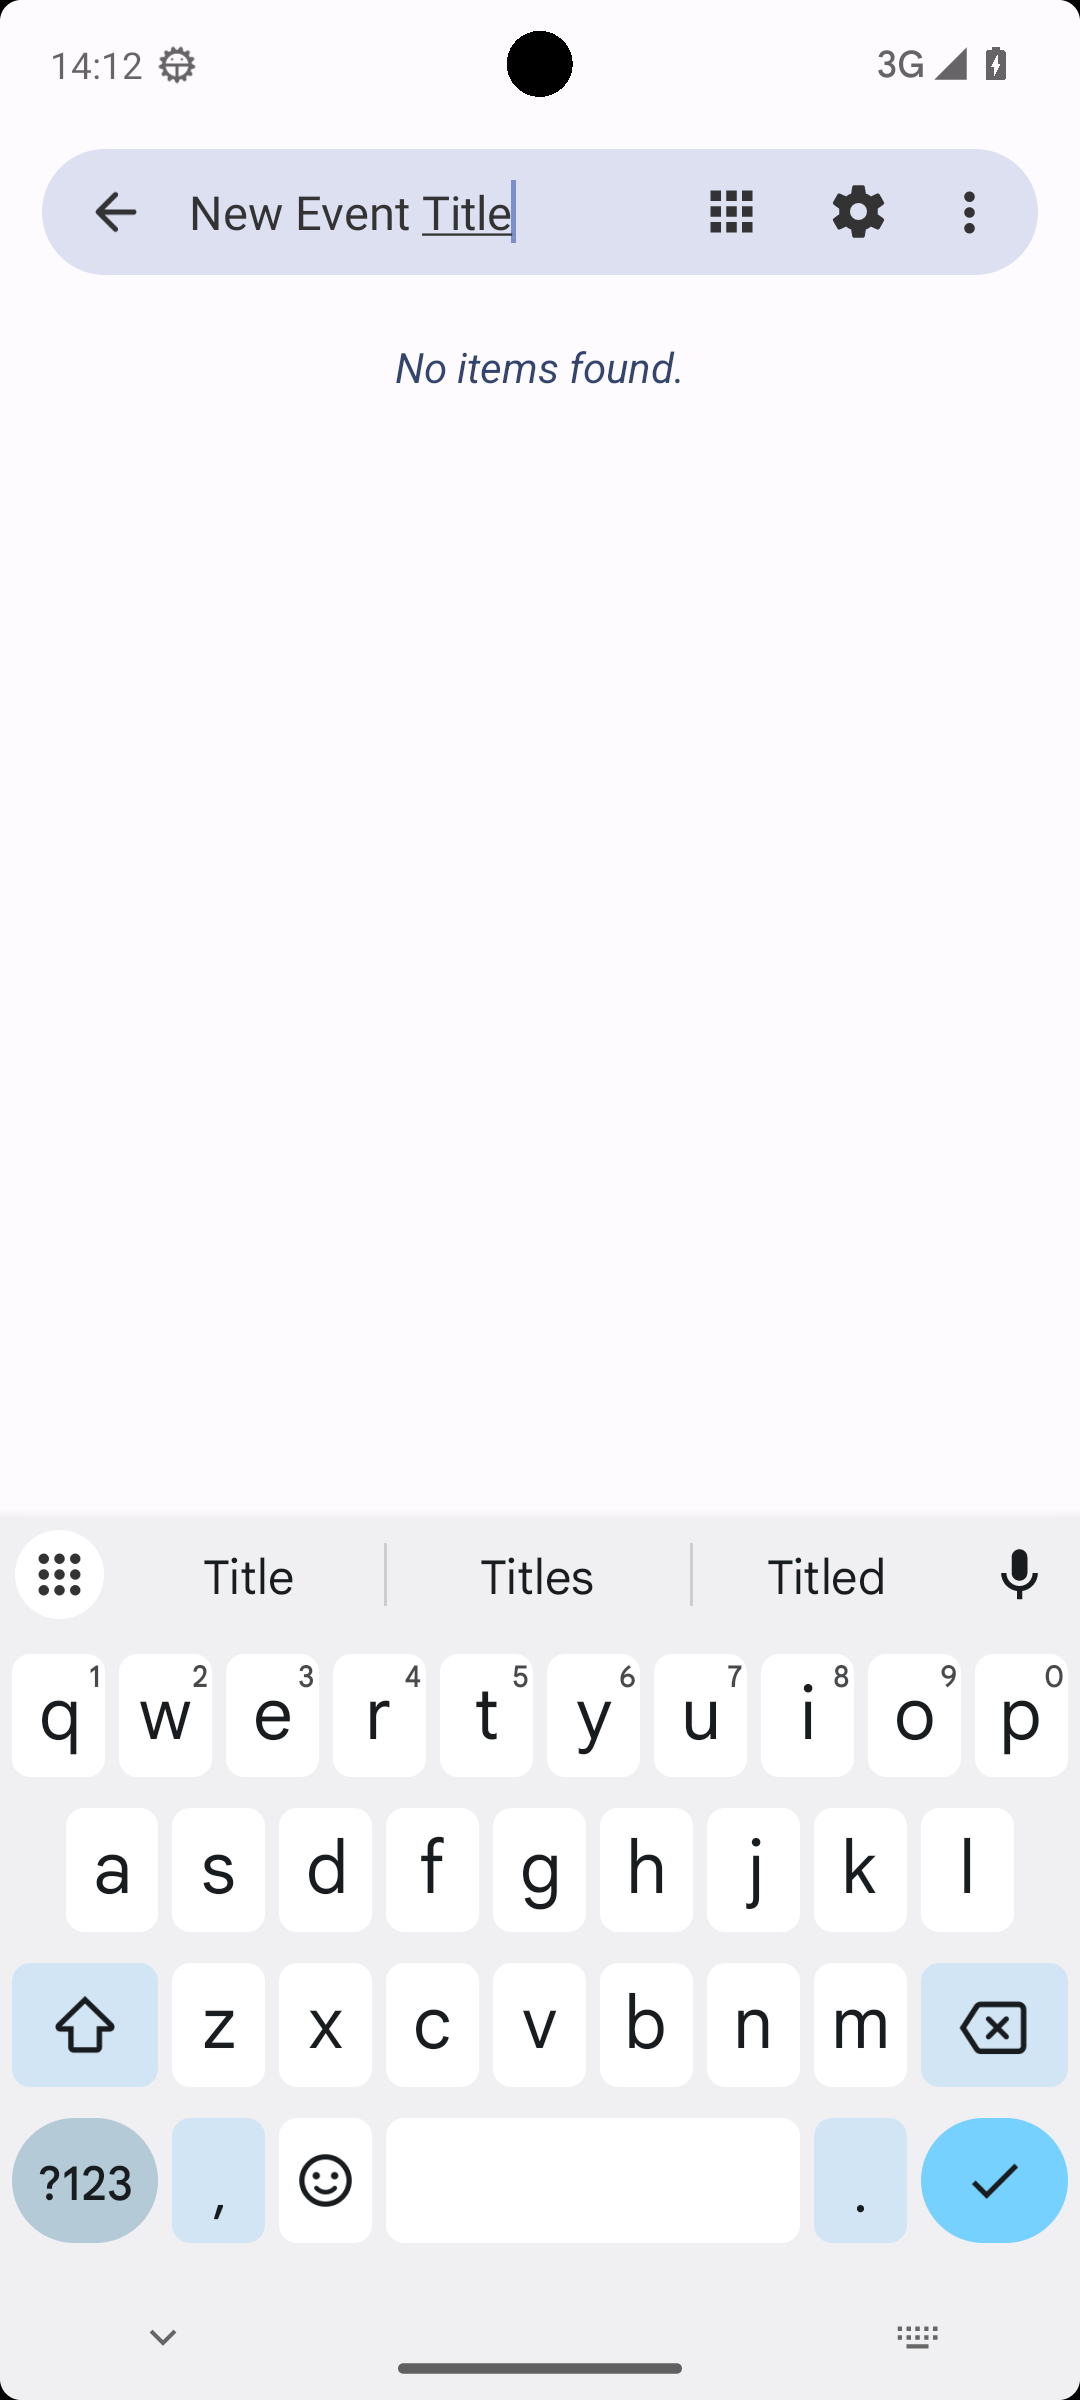 14:12 3G
New Event Title
No items found.
Title Titles Titled
q 1 w 2 e 3 r 4 t 5 y 6 u 7 i 8 o 9 p 0
a s d f g h j k l
z x c v b n m
?123 , .